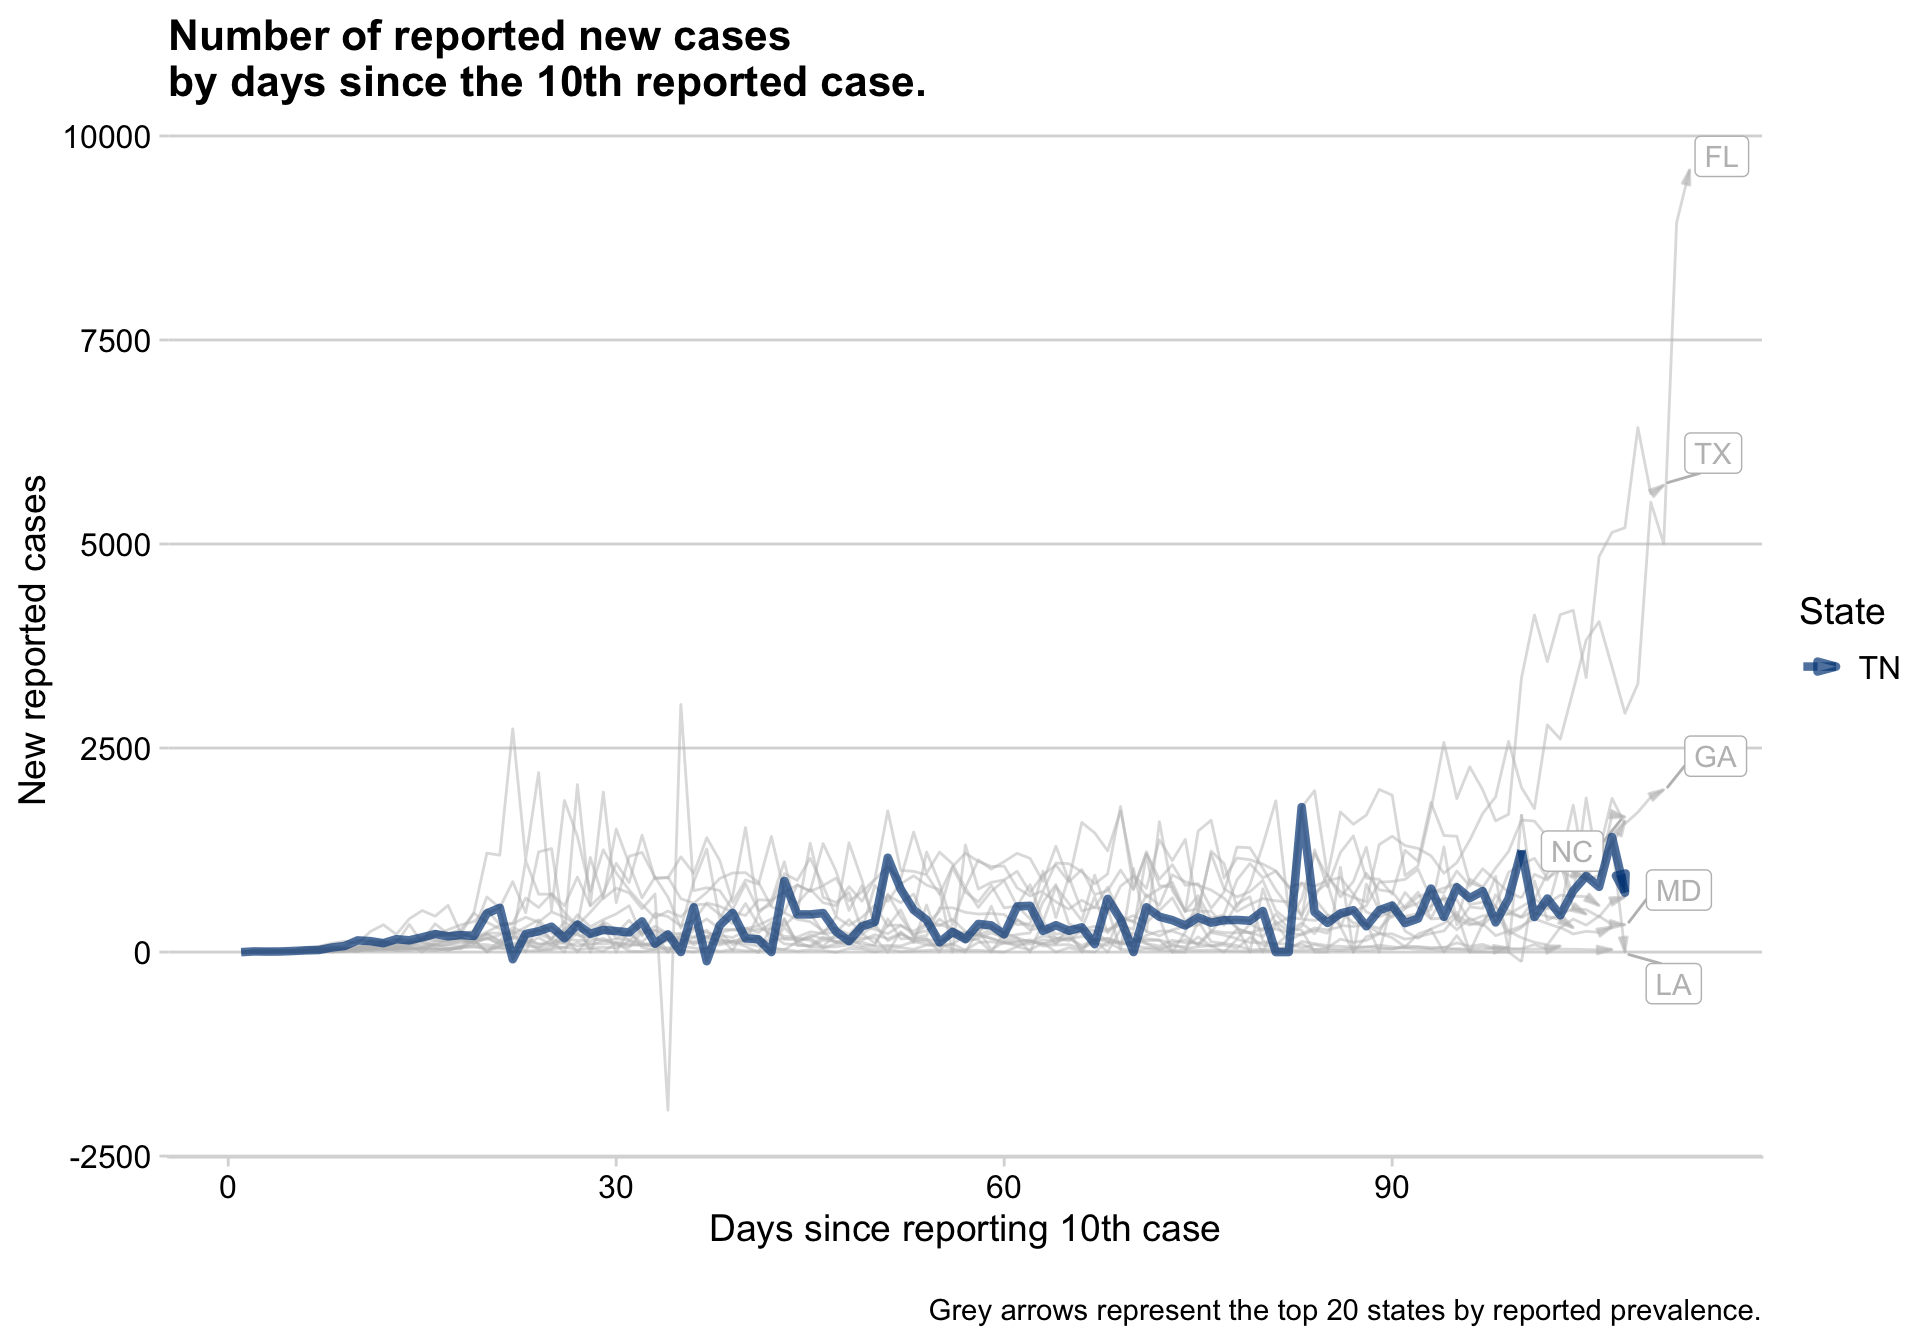 Number of reported new cases
by days since the 10th reported case.
10000
7500
5000
2500
0
-2500
New reported cases
FL
TX
GA
NC
MD
LA
State
TN
0
30
60
90
Days since reporting 10th case
Grey arrows represent the top 20 states by reported prevalence.